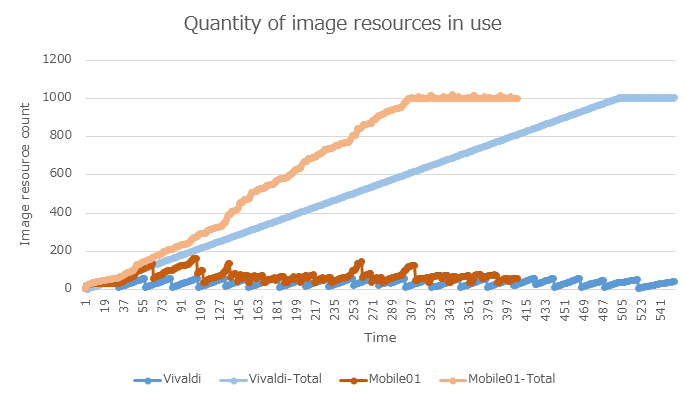 Quantity of image resources in use
1200
1000
800
600
400
200
0
Image resource count
1 19 37 55 73 91 109 127 145 163 181 199 217 235 253 271 289 307 325 343 361 379 397 415 433 451 469 487 505 523 541
Time
Vivaldi Vivaldi-Total Mobile01 Mobile01-Total